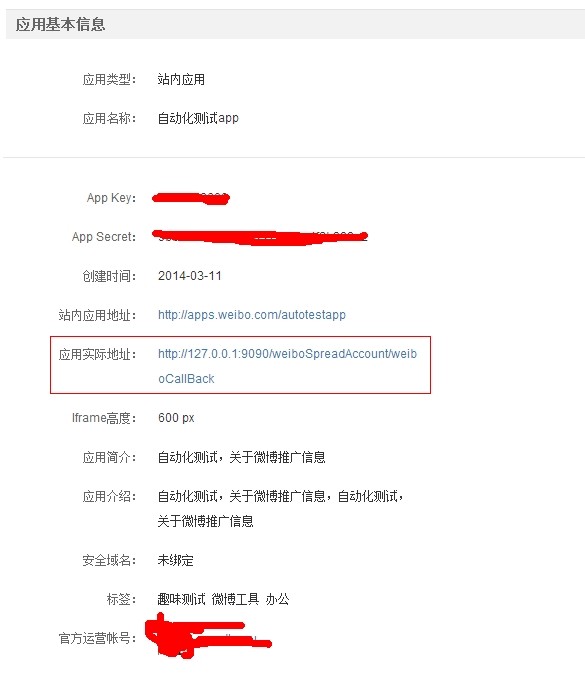 应用基本信息
应用类型： 站内应用
应用名称： 自动化测试app
App Key：
App Secret：
创建时间： 2014-03-11
站内应用地址： http://apps.weibo.com/autotestapp
应用实际地址： http://127.0.0.1:9090/weiboSpreadAccount/weib
oCallBack
Iframe高度： 600 px
应用简介： 自动化测试，关于微博推广信息
应用介绍： 自动化测试，关于微博推广信息，自动化测试，
关于微博推广信息
安全域名： 未绑定
标签： 趣味测试 微博工具 办公
官方运营帐号：